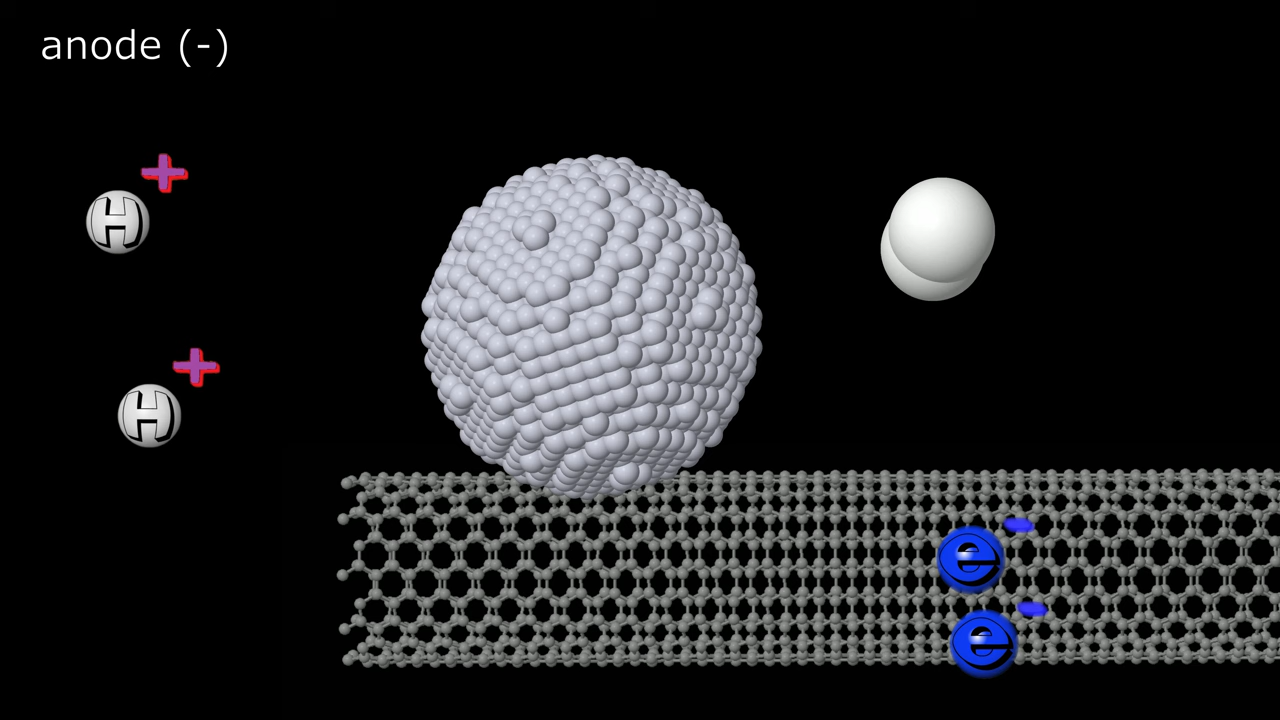 anode (-)
H +
H +
e -
e -